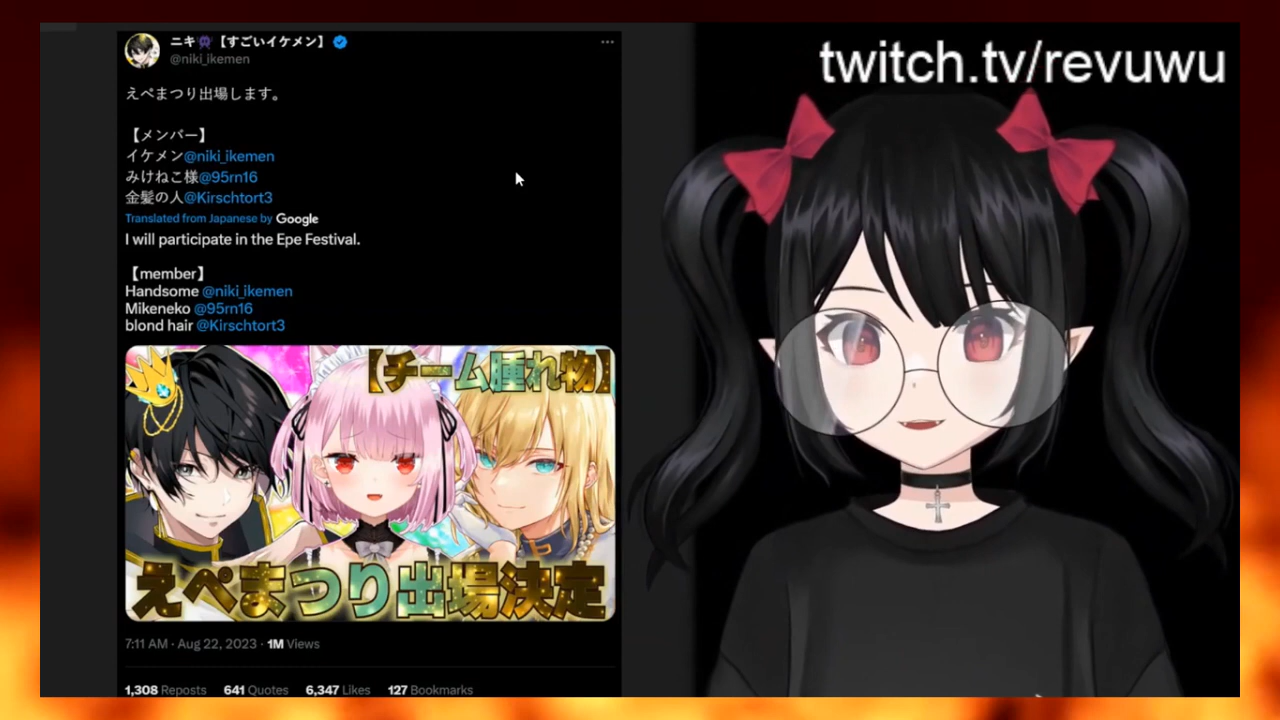 ニキ👾【すごいイケメン】
@niki_ikemen
えぺまつり出場します。
【メンバー】
イケメン@niki_ikemen
みけねこ様@95rn16
金髪の人@Kirschtort3
Translated from Japanese by Google
I will participate in the Epe Festival.
【member】
Handsome @niki_ikemen
Mikeneko @95rn16
blond hair @Kirschtort3
【チーム腫れ物】
えぺまつり出場決定
7:11 AM · Aug 22, 2023 · 1M Views
1,308 Reposts 641 Quotes 6,347 Likes 127 Bookmarks
twitch.tv/revuwu